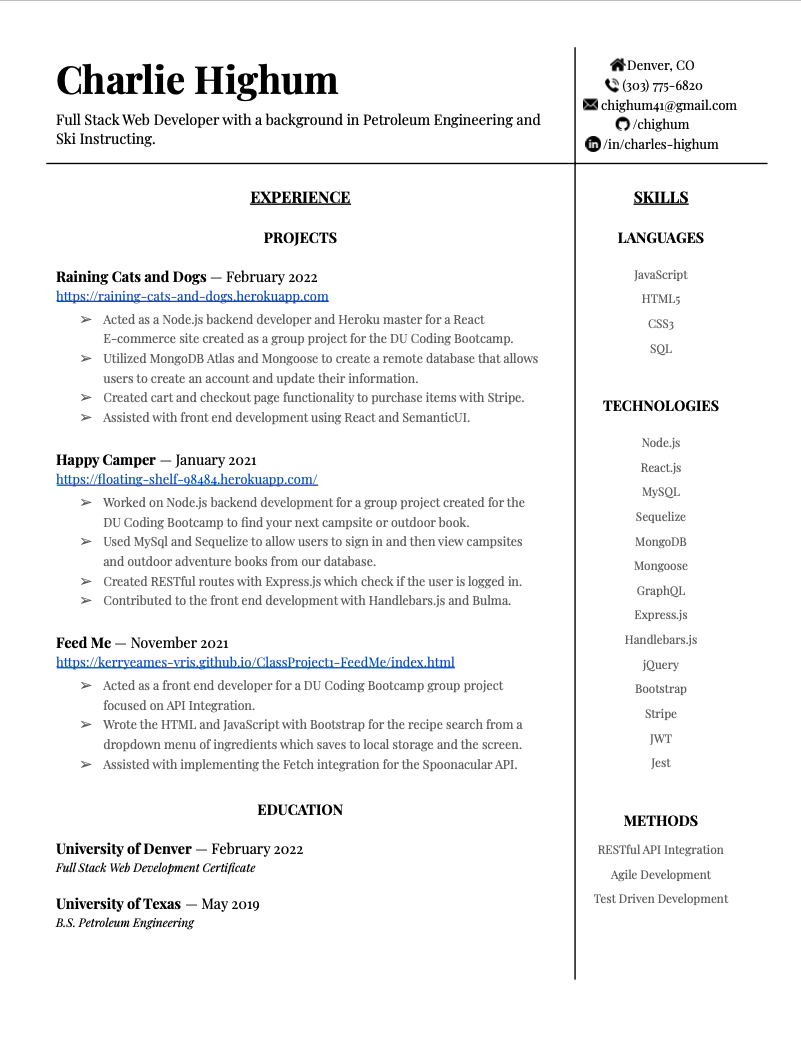 Charlie Highum
Full Stack Web Developer with a background in Petroleum Engineering and
Ski Instructing.
Denver, CO
(303) 775-6820
chighum41@gmail.com
/chighum
/in/charles-highum
EXPERIENCE
PROJECTS
Raining Cats and Dogs — February 2022
https://raining-cats-and-dogs.herokuapp.com
➢ Acted as a Node.js backend developer and Heroku master for a React
E-commerce site created as a group project for the DU Coding Bootcamp.
➢ Utilized MongoDB Atlas and Mongoose to create a remote database that allows
users to create an account and update their information.
➢ Created cart and checkout page functionality to purchase items with Stripe.
➢ Assisted with front end development using React and SemanticUI.
Happy Camper — January 2021
https://floating-shelf-98484.herokuapp.com/
➢ Worked on Node.js backend development for a group project created for the
DU Coding Bootcamp to find your next campsite or outdoor book.
➢ Used MySql and Sequelize to allow users to sign in and then view campsites
and outdoor adventure books from our database.
➢ Created RESTful routes with Express.js which check if the user is logged in.
➢ Contributed to the front end development with Handlebars.js and Bulma.
Feed Me — November 2021
https://kerryeames-vris.github.io/ClassProject1-FeedMe/index.html
➢ Acted as a front end developer for a DU Coding Bootcamp group project
focused on API Integration.
➢ Wrote the HTML and JavaScript with Bootstrap for the recipe search from a
dropdown menu of ingredients which saves to local storage and the screen.
➢ Assisted with implementing the Fetch integration for the Spoonacular API.
EDUCATION
University of Denver — February 2022
Full Stack Web Development Certificate
University of Texas — May 2019
B.S. Petroleum Engineering
SKILLS
LANGUAGES
JavaScript
HTML5
CSS3
SQL
TECHNOLOGIES
Node.js
React.js
MySQL
Sequelize
MongoDB
Mongoose
GraphQL
Express.js
Handlebars.js
jQuery
Bootstrap
Stripe
JWT
Jest
METHODS
RESTful API Integration
Agile Development
Test Driven Development